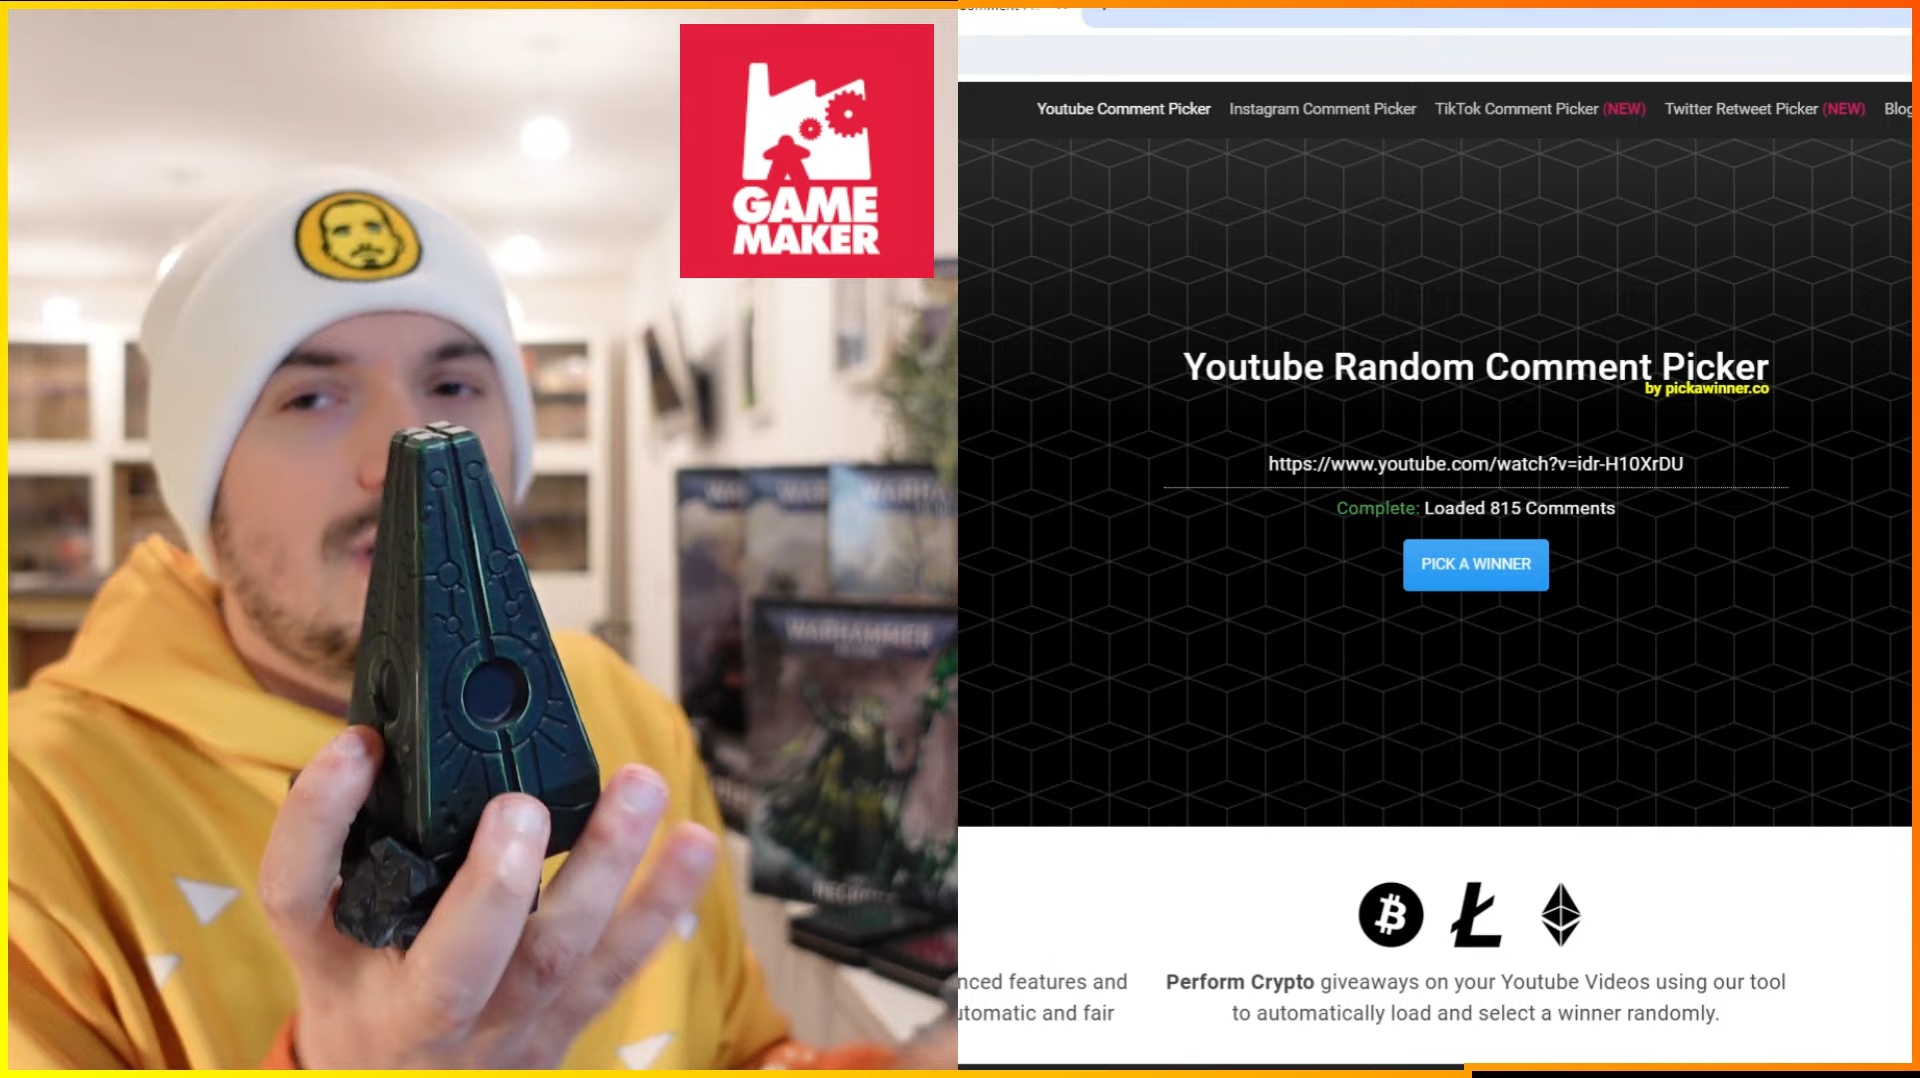 GAME
MAKER
WARHAMMER
Youtube Comment Picker Instagram Comment Picker TikTok Comment Picker (NEW) Twitter Retweet Picker (NEW) Blog
Youtube Random Comment Picker
by pickawinner.co
https://www.youtube.com/watch?v=idr-H10XrDU
Complete: Loaded 815 Comments
PICK A WINNER
nced features and
utomatic and fair
Perform Crypto giveaways on your Youtube Videos using our tool
to automatically load and select a winner randomly.